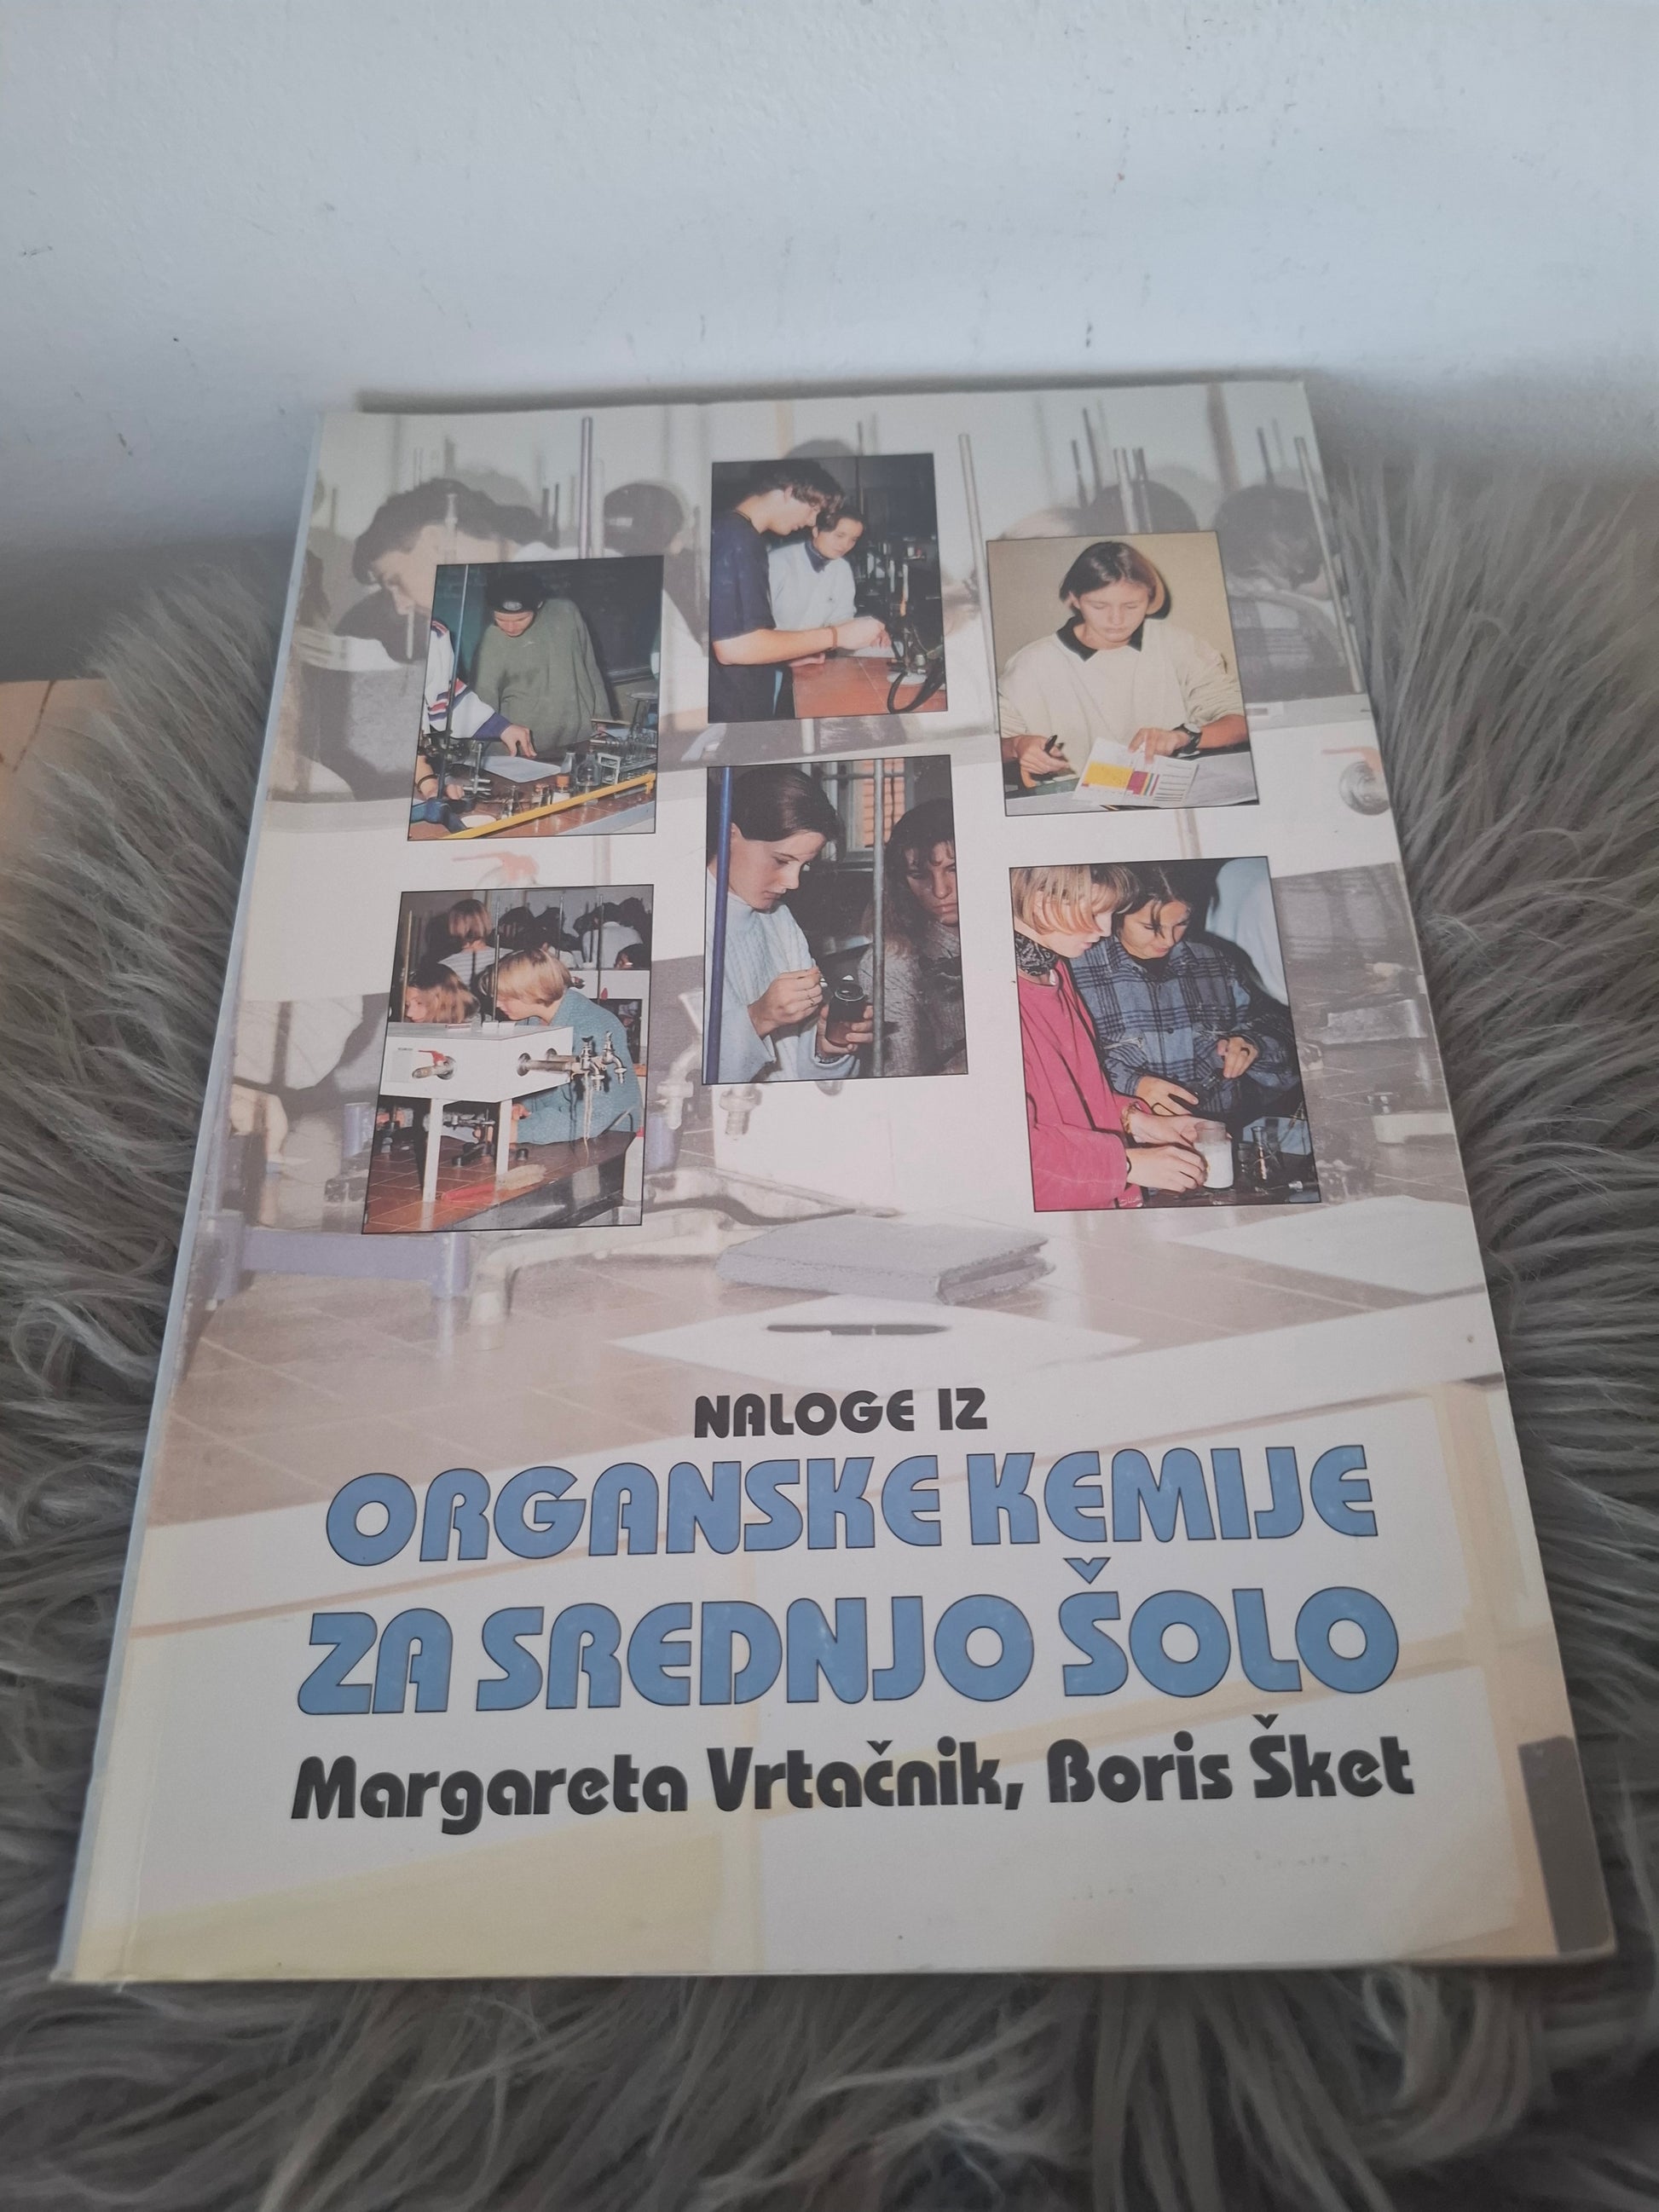 NALOGE IZ
ORGANSKE KEMIJE
ZA SREDNJO ŠOLO
Margareta Vrtačnik, Boris Šket